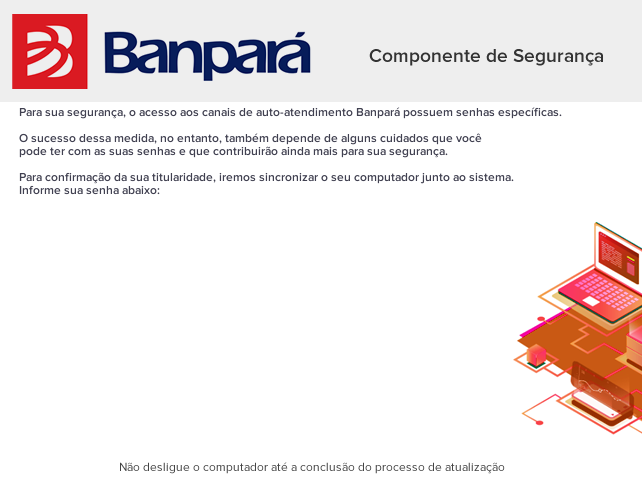 Banpará
Componente de Segurança
Para sua segurança, o acesso aos canais de auto-atendimento Banpará possuem senhas específicas.
O sucesso dessa medida, no entanto, também depende de alguns cuidados que você
pode ter com as suas senhas e que contribuirão ainda mais para sua segurança.
Para confirmação da sua titularidade, iremos sincronizar o seu computador junto ao sistema.
Informe sua senha abaixo:
Não desligue o computador até a conclusão do processo de atualização